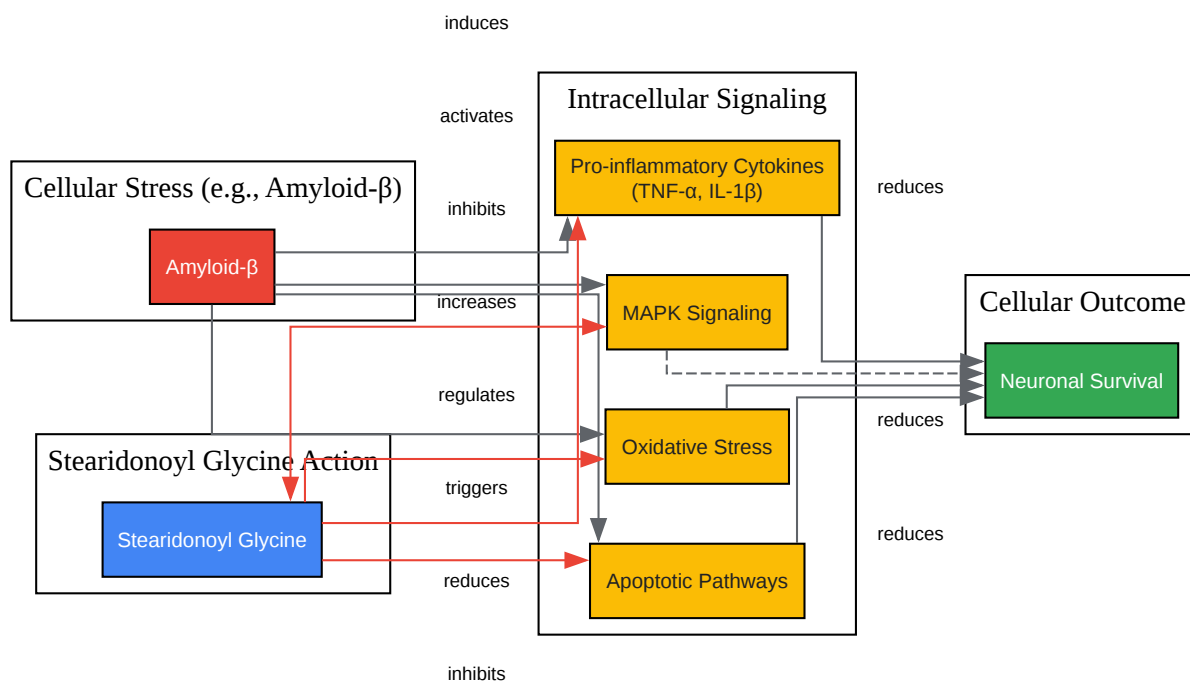 induces
Intracellular Signaling
activates
Pro-inflammatory Cytokines
(TNF-α, IL-1β)
reduces
Cellular Stress (e.g., Amyloid-β)
inhibits
Amyloid-β
increases
MAPK Signaling
Cellular Outcome
Neuronal Survival
regulates
reduces
Oxidative Stress
Stearidonoyl Glycine Action
triggers
Stearidonoyl Glycine
reduces
reduces
Apoptotic Pathways
inhibits